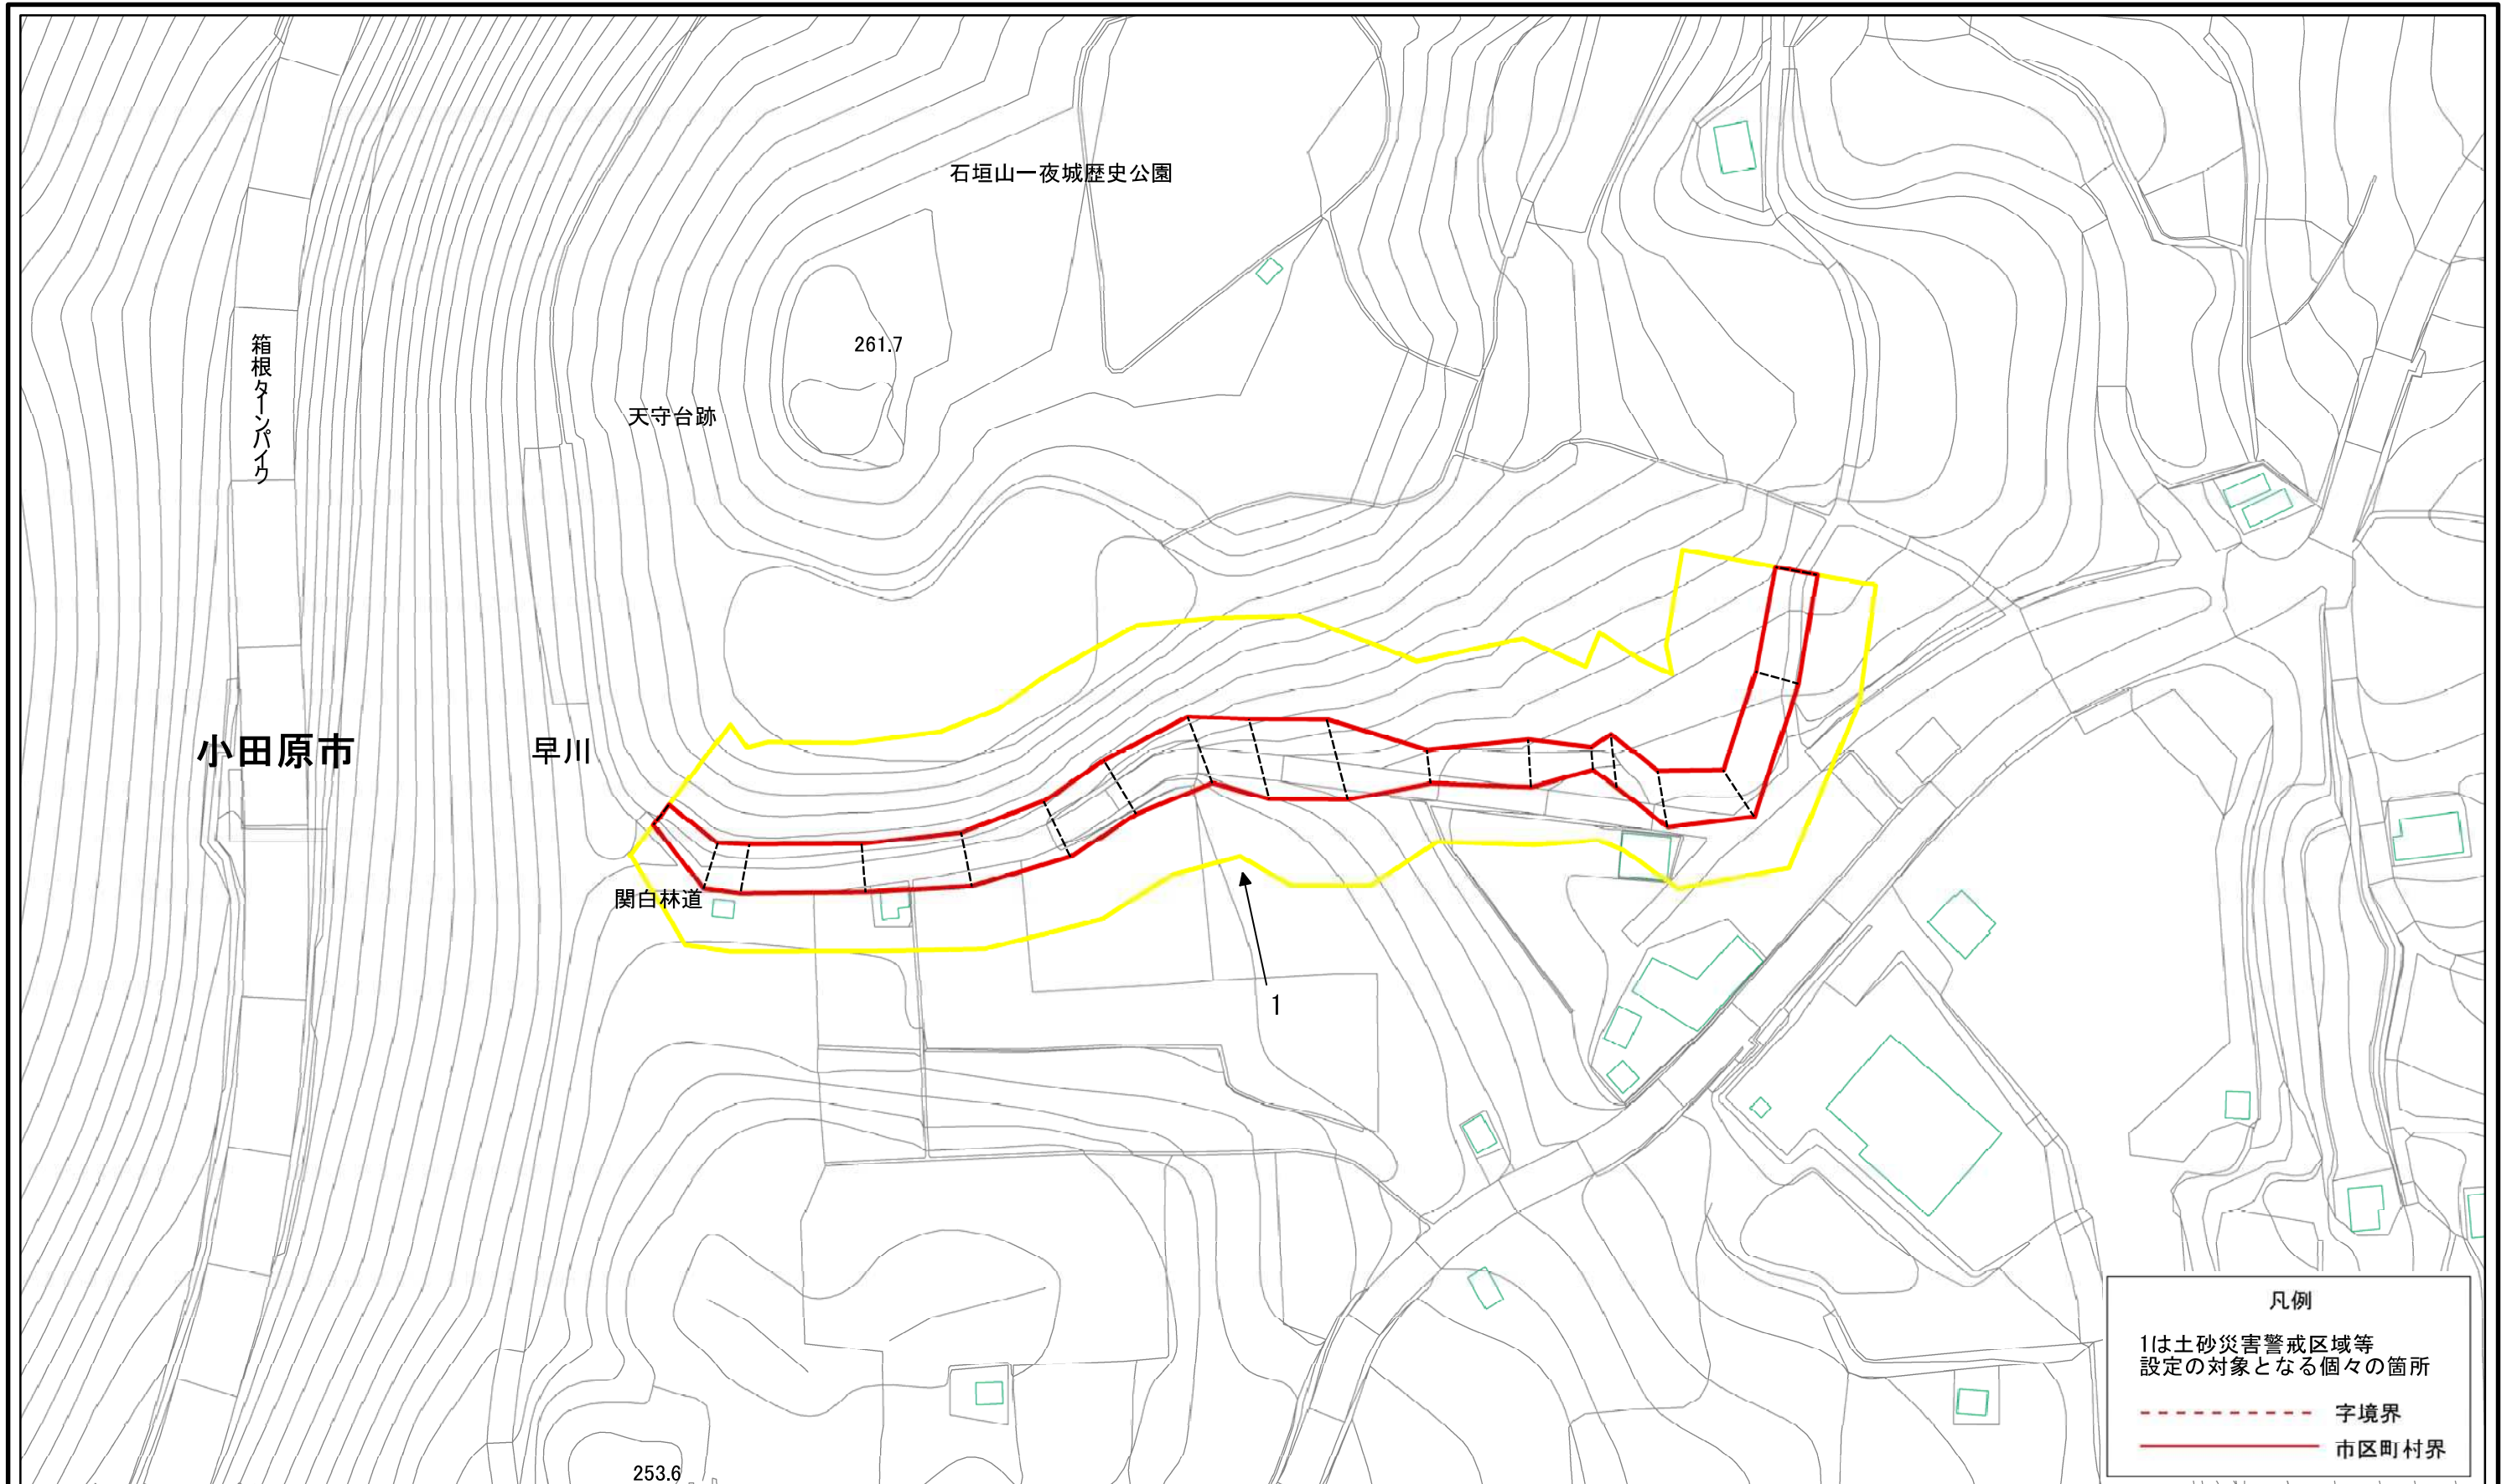 石垣山一夜城歴史公園
261.7
箱根ターンパイク
天守台跡
小田原市
早川
関白林道
1
凡例
1は土砂災害警戒区域等
設定の対象となる個々の箇所
字境界
市区町村界
253.6